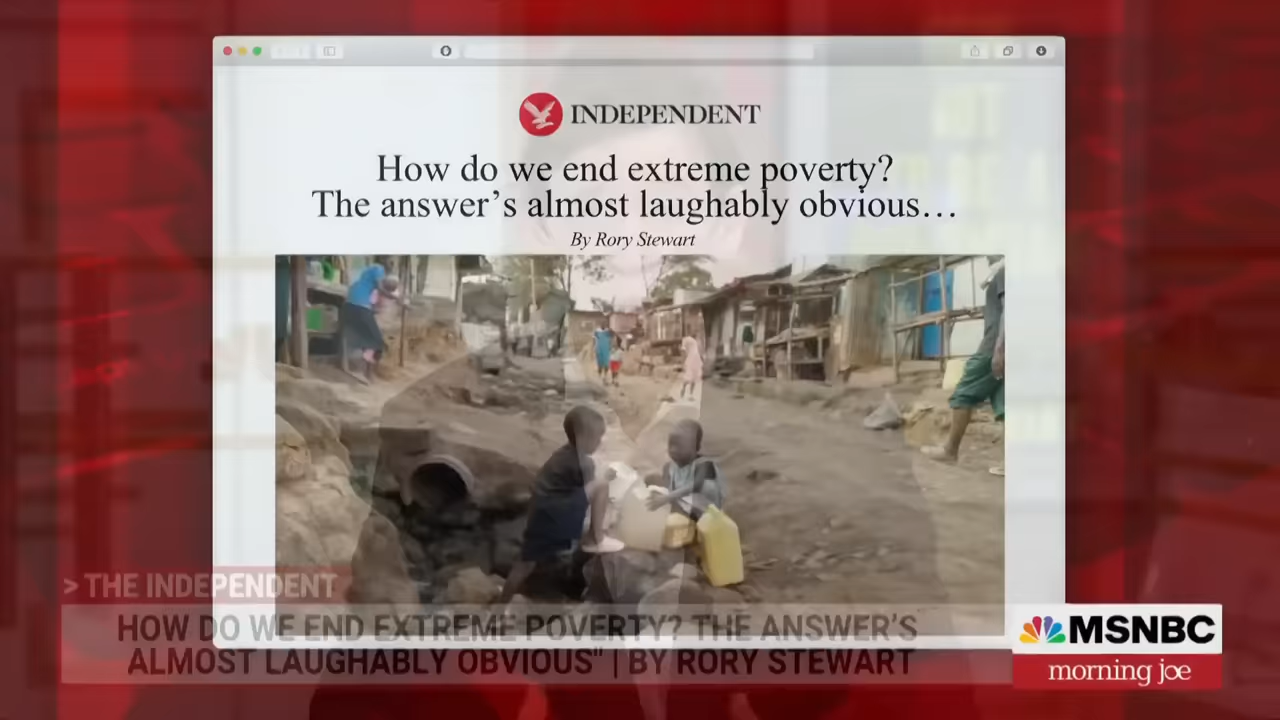 INDEPENDENT
How do we end extreme poverty?
The answer's almost laughably obvious…
By Rory Stewart
> THE INDEPENDENT
HOW DO WE END EXTREME POVERTY? THE ANSWER'S
ALMOST LAUGHABLY OBVIOUS" | BY RORY STEWART
MSNBC
morning joe